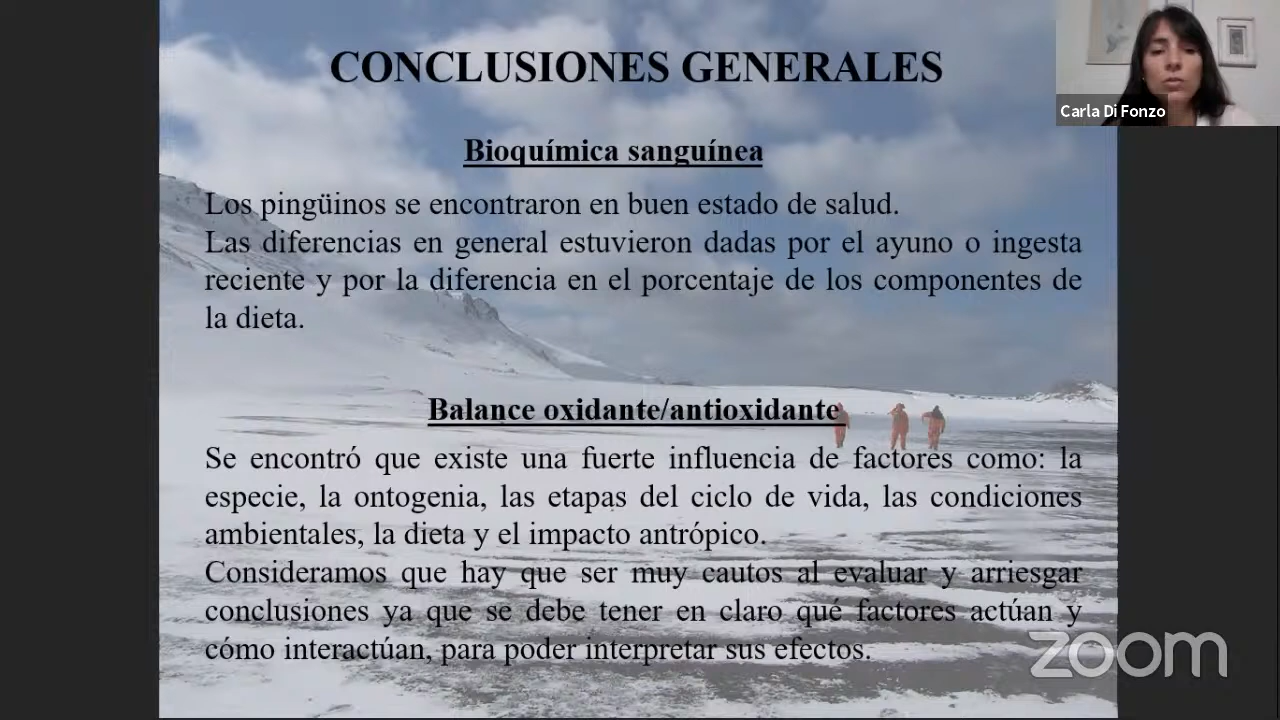 CONCLUSIONES GENERALES
Carla Di Fonzo
Bioquímica sanguínea
Los pingüinos se encontraron en buen estado de salud.
Las diferencias en general estuvieron dadas por el ayuno o ingesta
reciente y por la diferencia en el porcentaje de los componentes de
la dieta.
Balance oxidante/antioxidante
Se encontró que existe una fuerte influencia de factores como: la
especie, la ontogenia, las etapas del ciclo de vida, las condiciones
ambientales, la dieta y el impacto antrópico.
Consideramos que hay que ser muy cautos al evaluar y arriesgar
conclusiones ya que se debe tener en claro qué factores actúan y
cómo interactúan, para poder interpretar sus efectos.
zoom